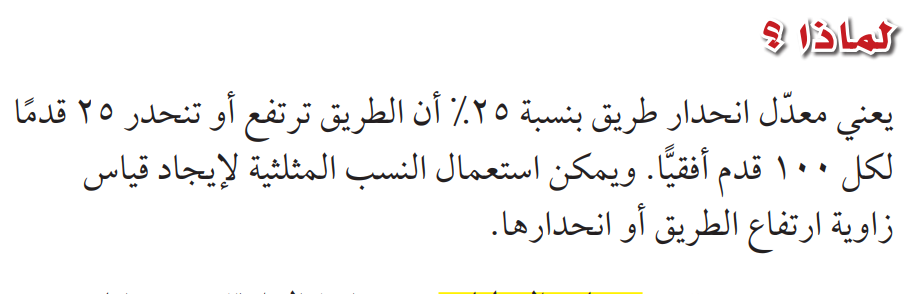 لماذا ؟
يعني معدّل انحدار طريق بنسبة ٢٥٪ أن الطريق ترتفع أو تنحدر ٢٥ قدمًا
لكل ١٠٠ قدم أفقيًّا. ويمكن استعمال النسب المثلثية لإيجاد قياس
زاوية ارتفاع الطريق أو انحدارها.